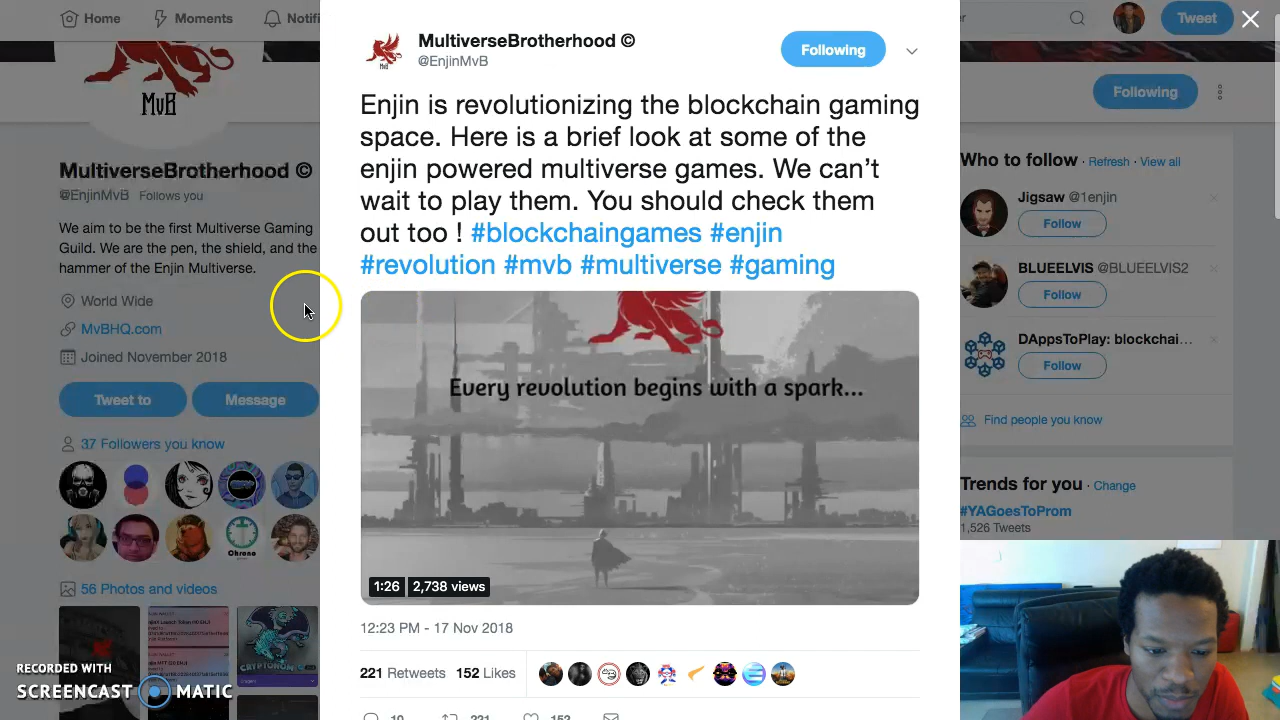 Home
Moments
Tweet
MvB
MultiverseBrotherhood ©
@EnjinMvB Follows you
We aim to be the first Multiverse Gaming
Guild. We are the pen, the shield, and the
hammer of the Enjin Multiverse.
World Wide
MvBHQ.com
Joined November 2018
Tweet to
Message
37 Followers you know
Chrono
56 Photos and videos
RECORDED WITH
SCREENCAST MATIC
MultiverseBrotherhood ©
@EnjinMvB
Following
Enjin is revolutionizing the blockchain gaming
space. Here is a brief look at some of the
enjin powered multiverse games. We can’t
wait to play them. You should check them
out too ! #blockchaingames #enjin
#revolution #mvb #multiverse #gaming
Every revolution begins with a spark...
1:26 2,738 views
12:23 PM - 17 Nov 2018
221 Retweets 152 Likes
10 221 152
Following
Who to follow · Refresh · View all
Jigsaw @1enjin
Follow
BLUEELVIS @BLUEELVIS2
Follow
DAppsToPlay: blockchai...
Follow
Find people you know
Trends for you · Change
#YAGoesToProm
1,526 Tweets